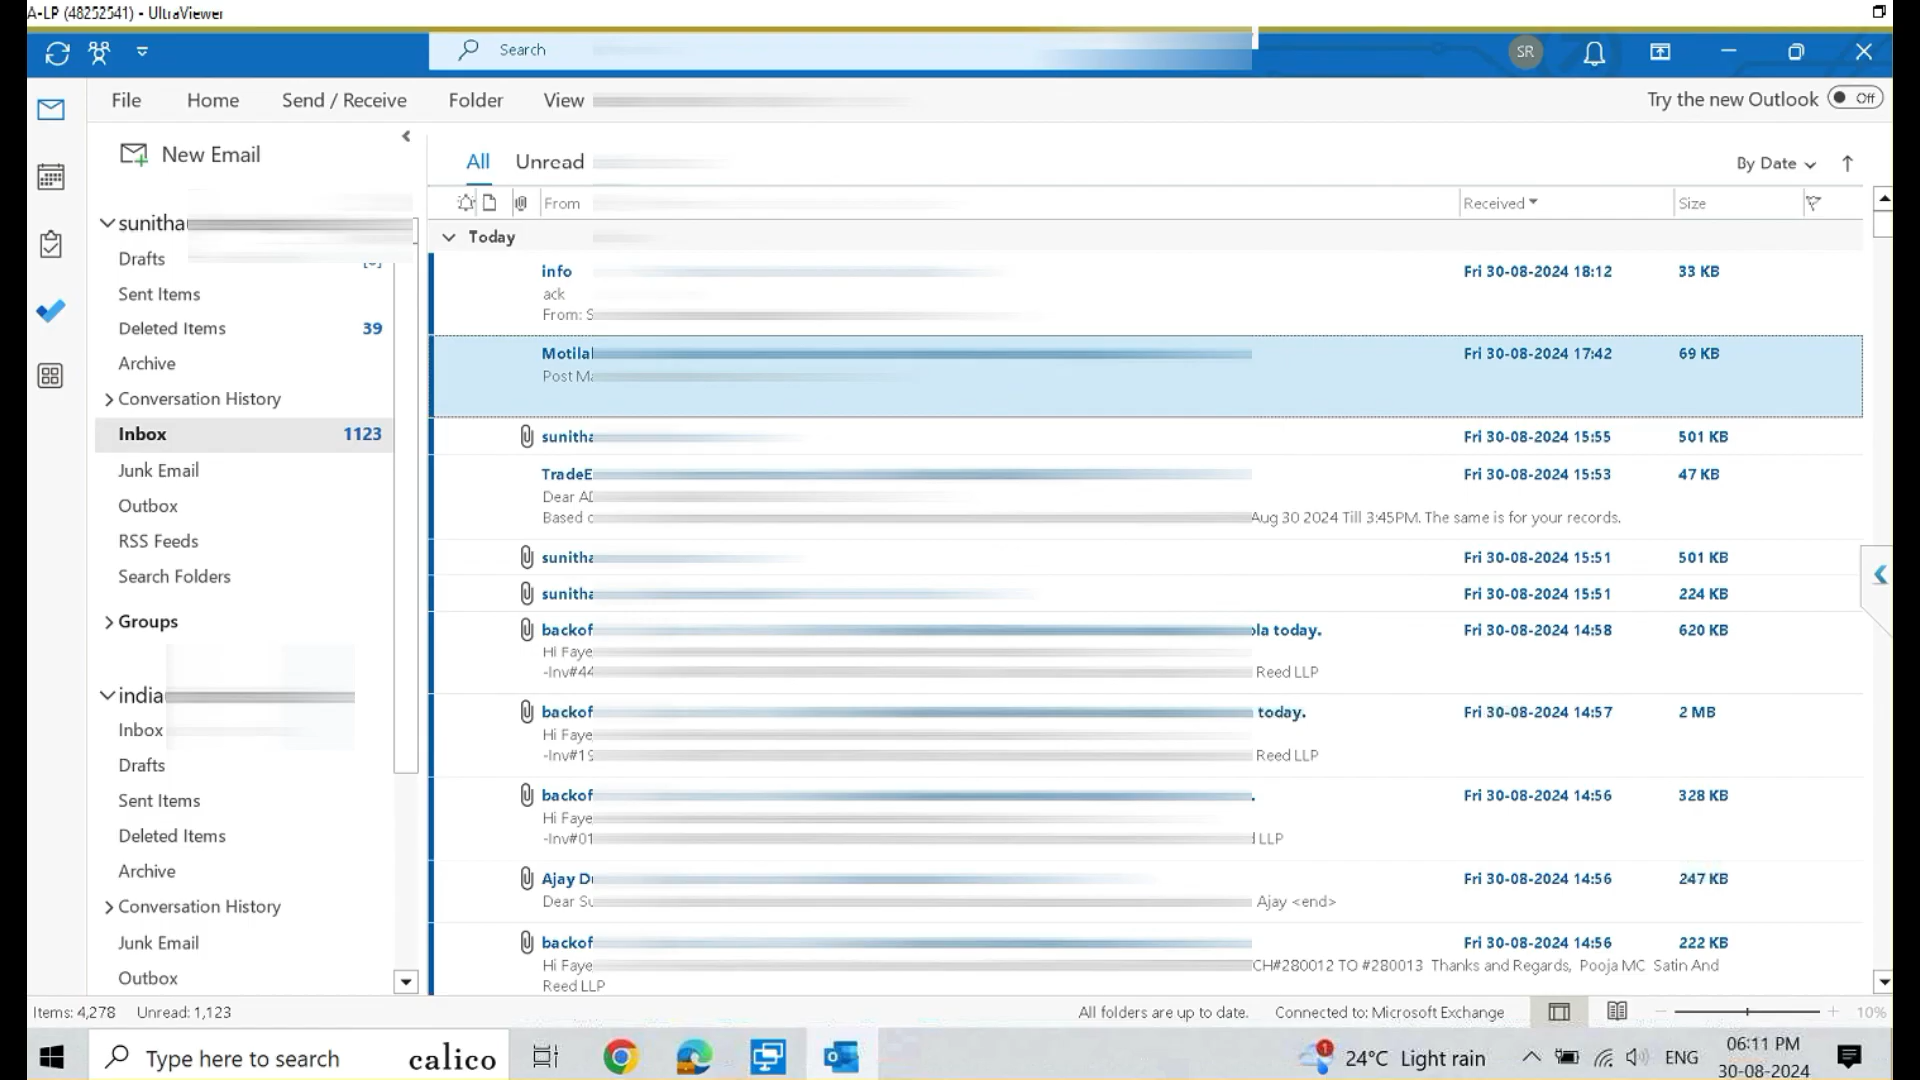 A-LP (48252541) - UltraViewer
Search
SR
File Home Send / Receive Folder View
Try the new Outlook Off
New Email
All Unread
By Date
From Received Size
sunitha
Drafts
Sent Items
Deleted Items 39
Archive
Conversation History
Inbox 1123
Junk Email
Outbox
RSS Feeds
Search Folders
Groups
india
Inbox
Drafts
Sent Items
Deleted Items
Archive
Conversation History
Junk Email
Outbox
Today
info Fri 30-08-2024 18:12 33 KB
ack
From: S
Motilal Fri 30-08-2024 17:42 69 KB
Post Ma
sunitha Fri 30-08-2024 15:55 501 KB
TradeE Fri 30-08-2024 15:53 47 KB
Dear AD
Based Aug 30 2024 Till 3:45PM. The same is for your records.
sunitha Fri 30-08-2024 15:51 501 KB
sunitha Fri 30-08-2024 15:51 224 KB
backof la today. Fri 30-08-2024 14:58 620 KB
Hi Faye
-Inv#44 Reed LLP
backof today. Fri 30-08-2024 14:57 2 MB
Hi Faye
-Inv#19 Reed LLP
backof . Fri 30-08-2024 14:56 328 KB
Hi Faye
-Inv#01 LLP
Ajay D Fri 30-08-2024 14:56 247 KB
Dear Su Ajay <end>
backof Fri 30-08-2024 14:56 222 KB
Hi Faye CH#280012 TO #280013 Thanks and Regards, Pooja MC Satin And
Reed LLP
Items: 4,278 Unread: 1,123
All folders are up to date. Connected to: Microsoft Exchange 10%
Type here to search calico
1 24°C Light rain ENG 06:11 PM
30-08-2024